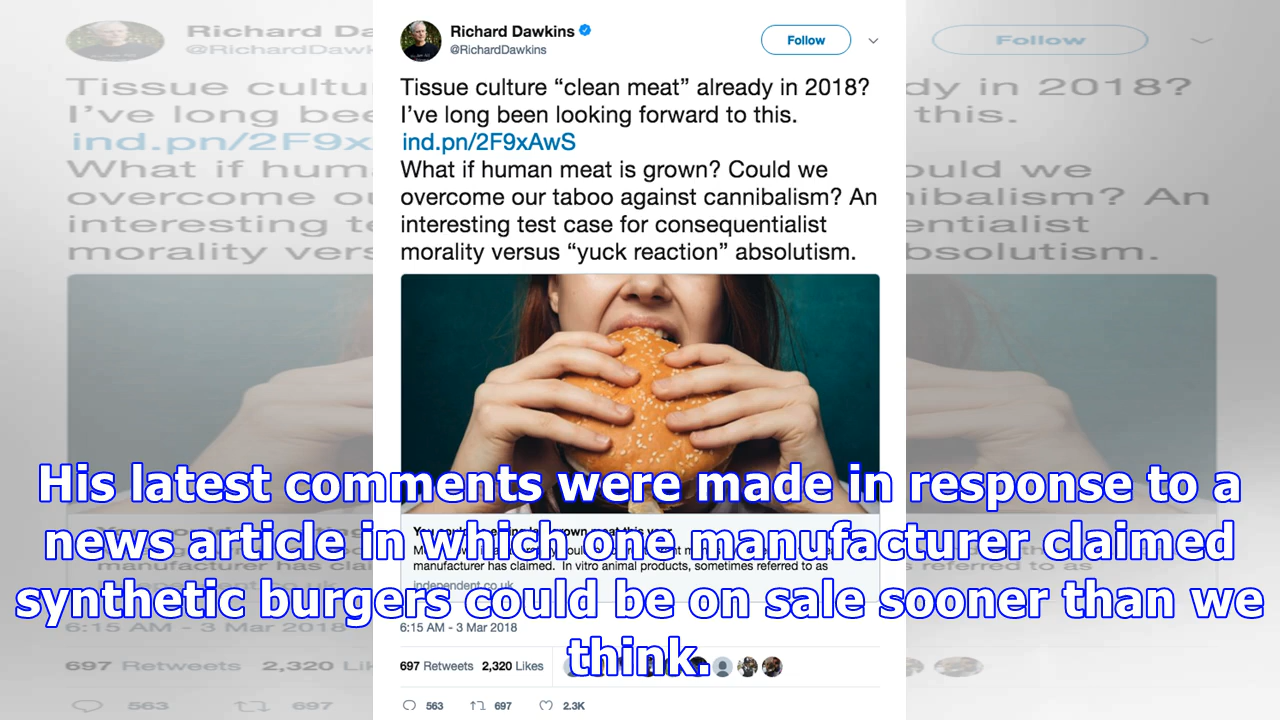 Richard Dawkins
@RichardDawkins
Follow
Tissue culture “clean meat” already in 2018?
I’ve long been looking forward to this.
ind.pn/2F9xAwS
What if human meat is grown? Could we
overcome our taboo against cannibalism? An
interesting test case for consequentialist
morality versus “yuck reaction” absolutism.
His latest comments were made in response to a
news article in which one manufacturer claimed
synthetic burgers could be on sale sooner than we
think.
manufacturer has claimed. In vitro animal products, sometimes referred to as
independent.co.uk
6:15 AM - 3 Mar 2018
697 Retweets 2,320 Likes
563 697 2.3K